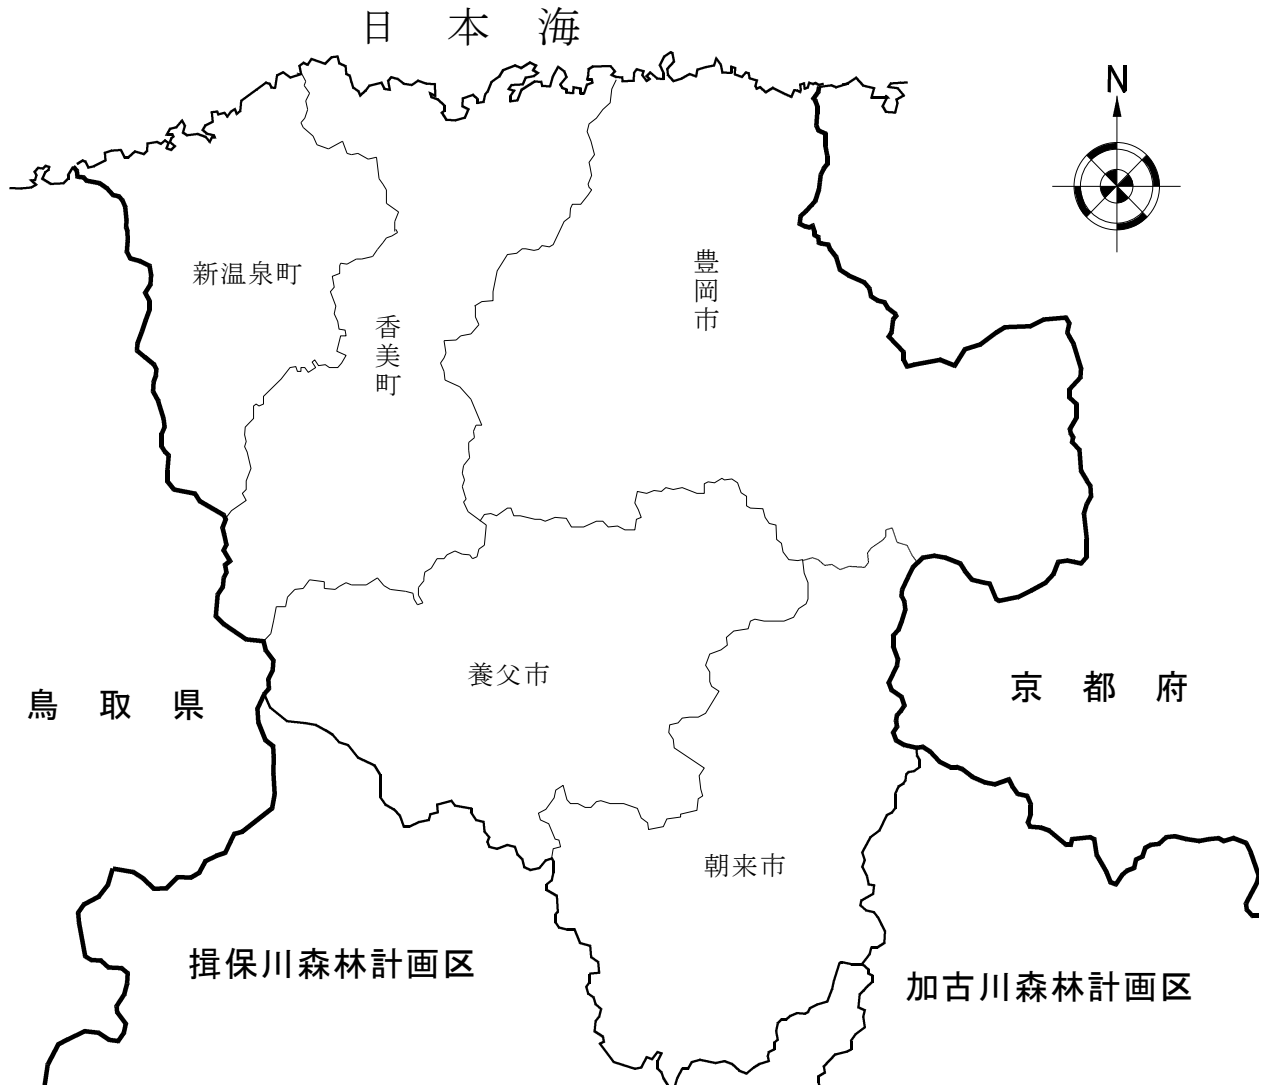 日本海
N
新温泉町
豊岡市
香美町
養父市
鳥取県
京都府
朝来市
揖保川森林計画区
加古川森林計画区